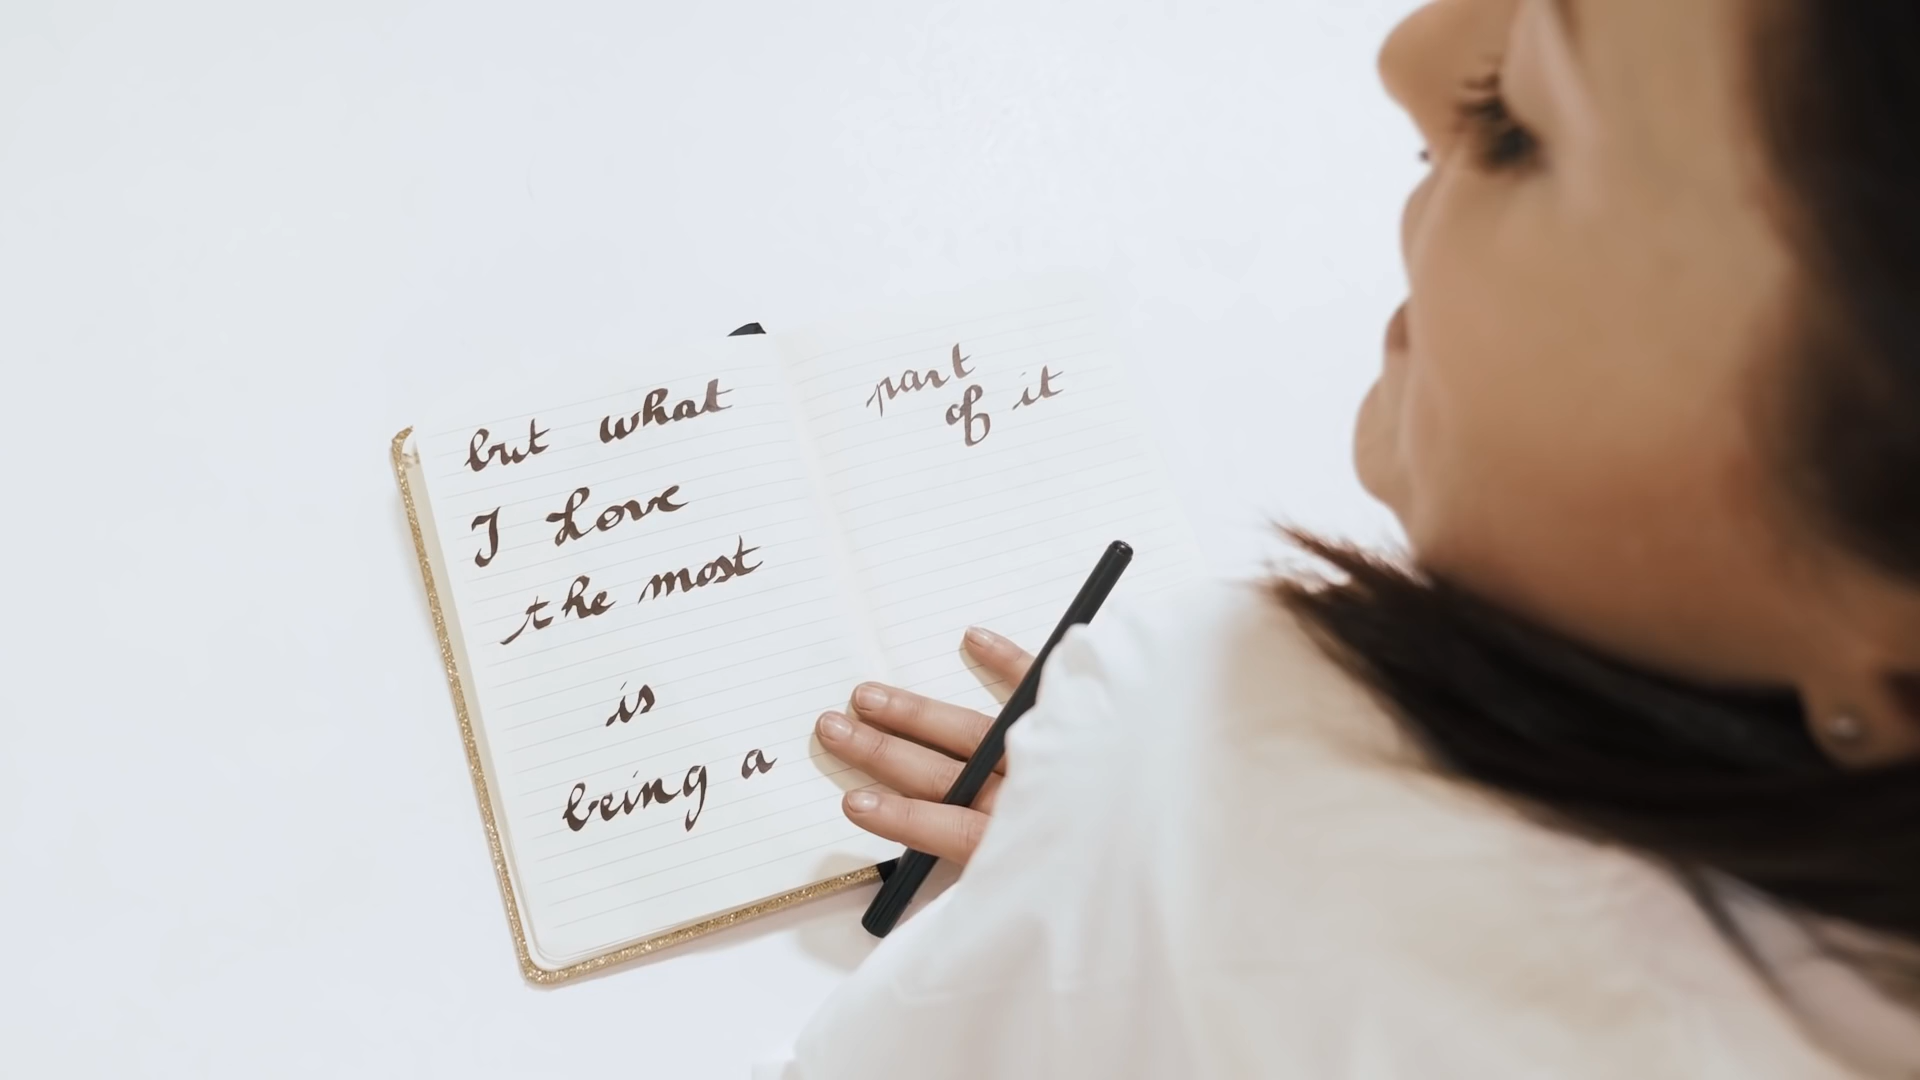 but what
I Love
the most
is
being a
part
of it